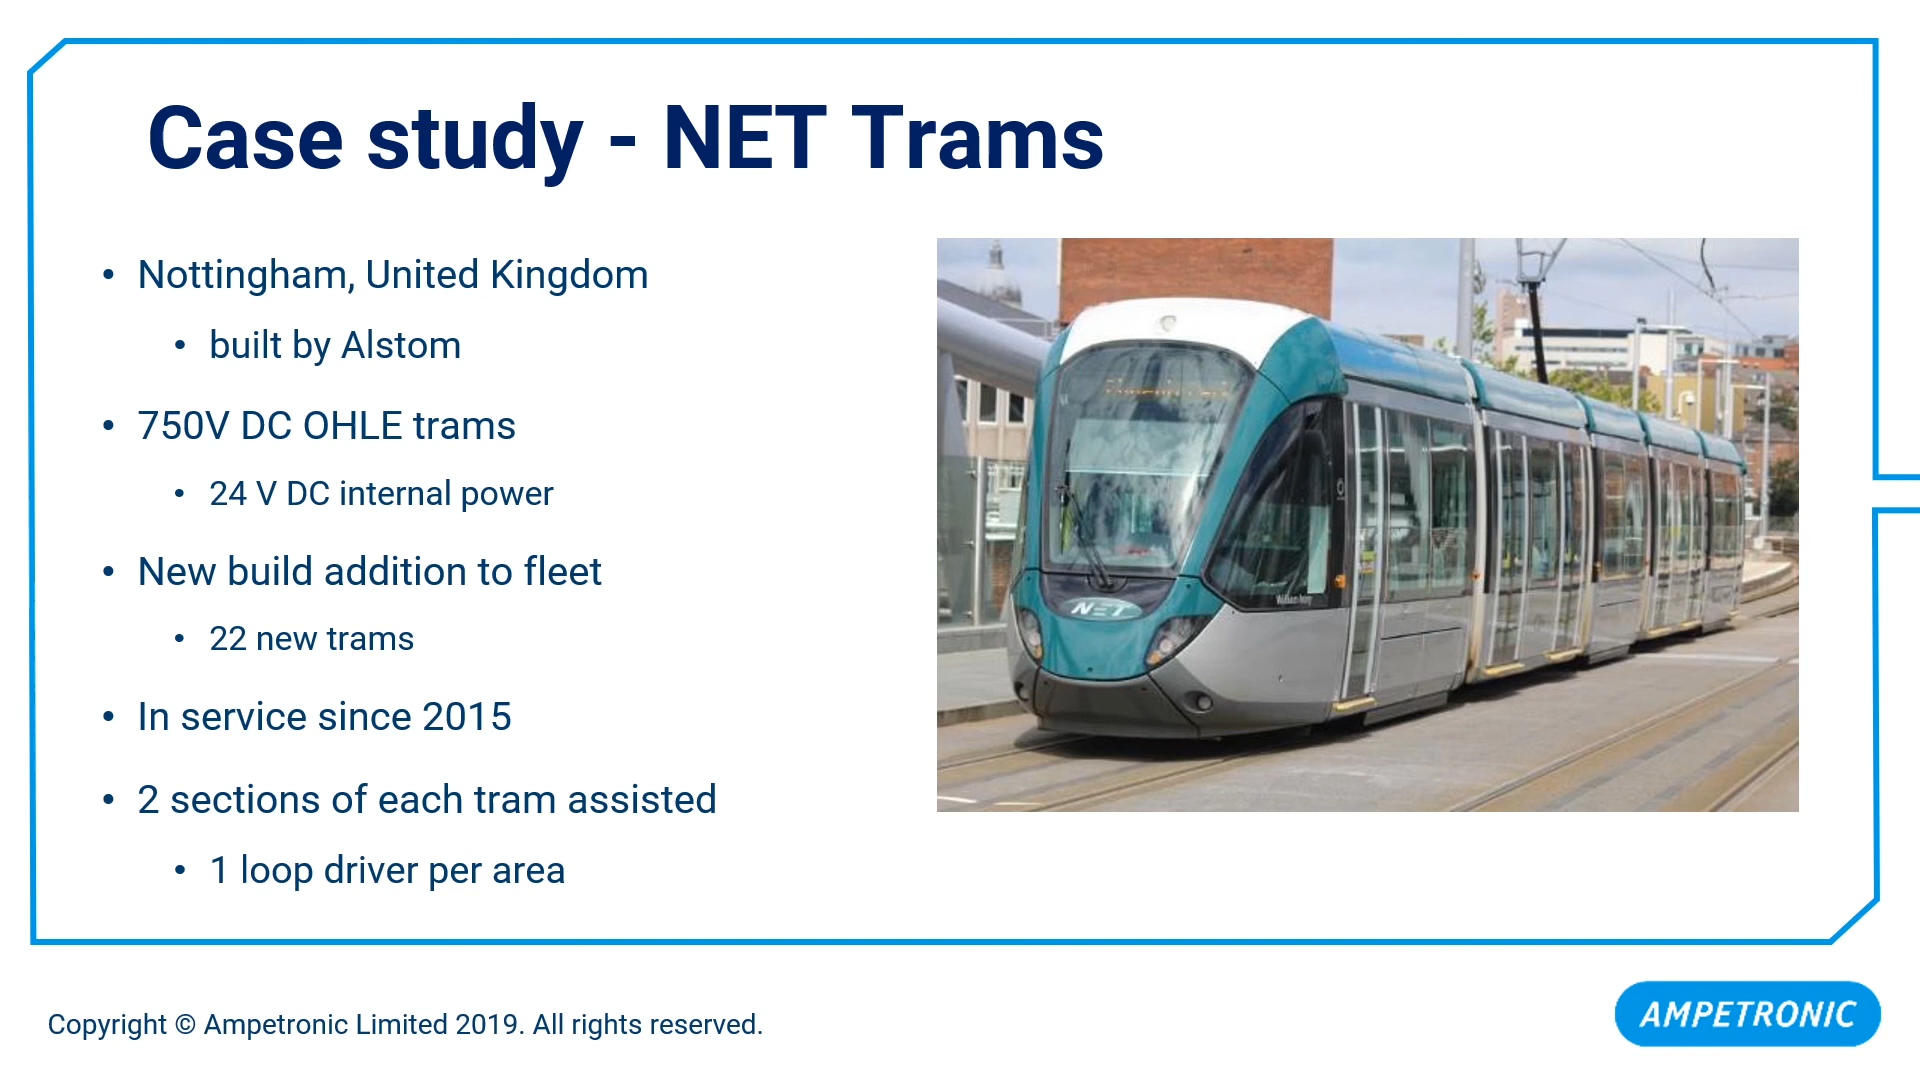 Case study - NET Trams
• Nottingham, United Kingdom
• built by Alstom
• 750V DC OHLE trams
• 24 V DC internal power
• New build addition to fleet
• 22 new trams
• In service since 2015
• 2 sections of each tram assisted
• 1 loop driver per area
NET
Copyright © Ampetronic Limited 2019. All rights reserved.
AMPETRONIC